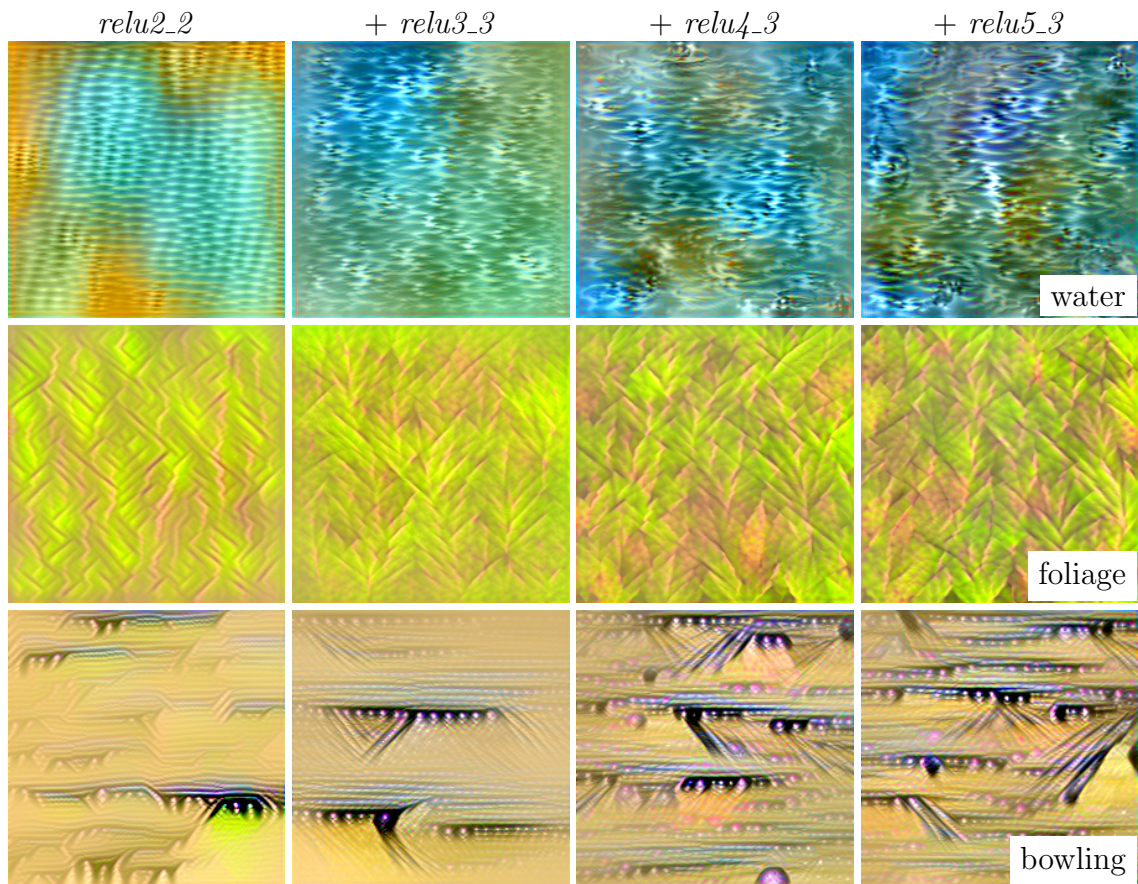 relu2_2 + relu3_3 + relu4_3 + relu5_3
water
foliage
bowling